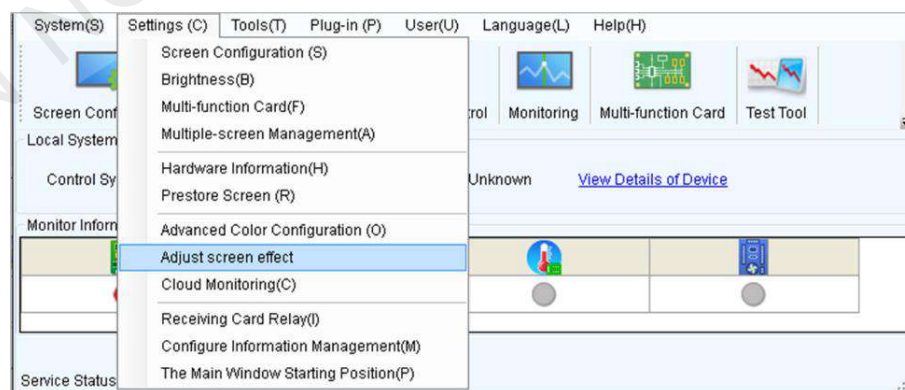 System(S) Settings (C) Tools(T) Plug-in (P) User(U) Language(L) Help(H)
Screen Configuration (S)
Brightness(B)
Multi-function Card(F)
Multiple-screen Management(A)
Hardware Information(H)
Prestore Screen (R)
Advanced Color Configuration (O)
Adjust screen effect
Cloud Monitoring(C)
Receiving Card Relay(I)
Configure Information Management(M)
The Main Window Starting Position(P)
Screen Conf
rol Monitoring Multi-function Card Test Tool
Local System
Control Sy
Unknown View Details of Device
Monitor Inform
Service Status